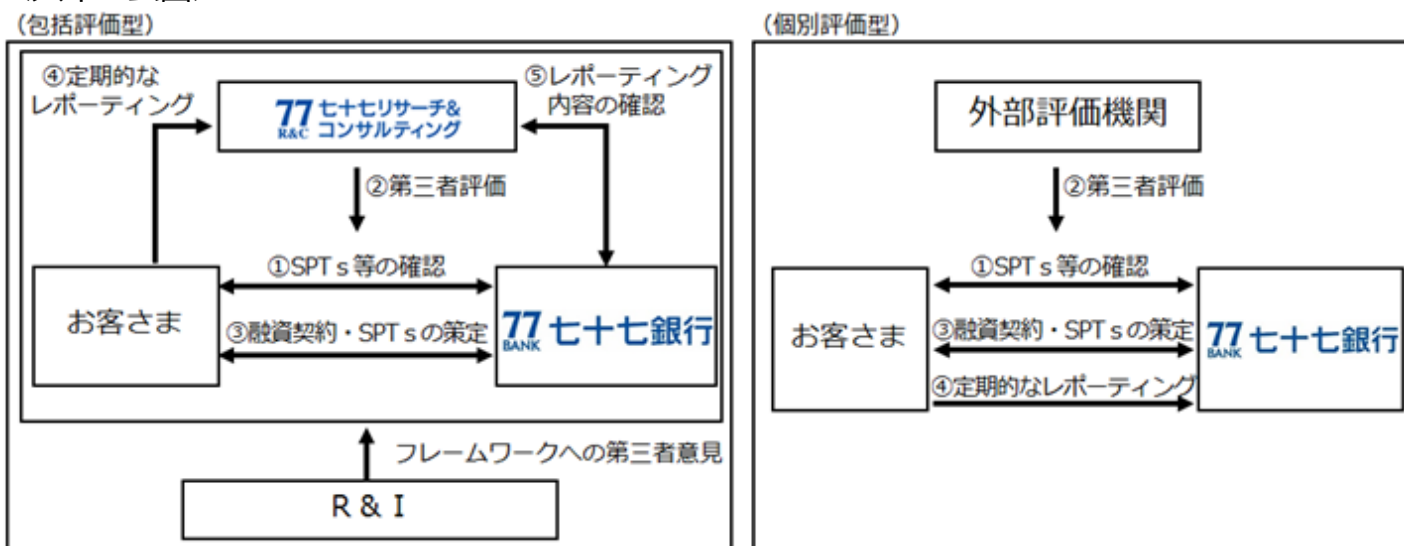 (包括評価型)
④定期的な
レポーティング
⑤レポーティング
内容の確認
77 R&C 七十七リサーチ&
コンサルティング
②第三者評価
①SPTs等の確認
お客さま
③融資契約・SPTsの策定
77 BANK 七十七銀行
フレームワークへの第三者意見
R&I
(個別評価型)
外部評価機関
②第三者評価
①SPTs等の確認
お客さま
③融資契約・SPTsの策定
77 BANK 七十七銀行
④定期的なレポーティング